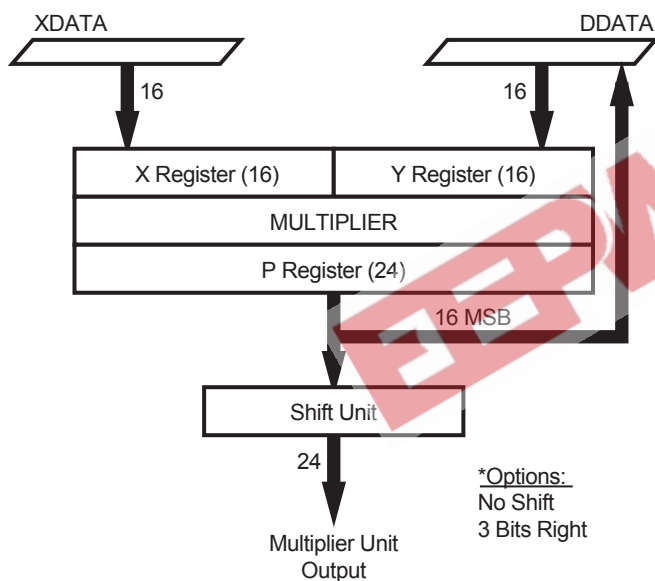 XDATA
DDATA
16
16
X Register (16)
Y Register (16)
MULTIPLIER
P Register (24)
16 MSB
Shift Unit
24
*Options:
No Shift
3 Bits Right
Multiplier Unit
Output